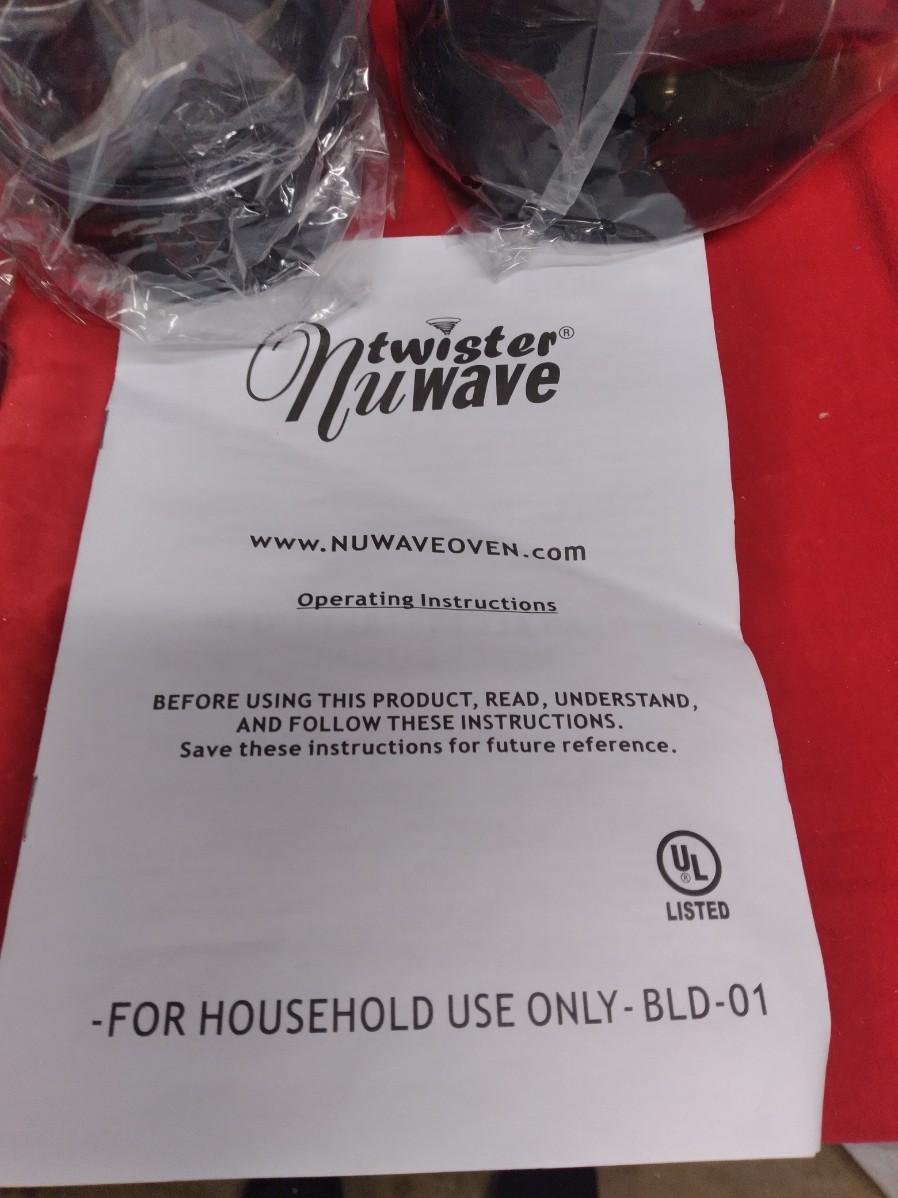 twister®
Nuwave
www.NUWAVEOVEN.com
Operating Instructions
BEFORE USING THIS PRODUCT, READ, UNDERSTAND,
AND FOLLOW THESE INSTRUCTIONS.
Save these instructions for future reference.
UL
®
LISTED
-FOR HOUSEHOLD USE ONLY- BLD-01